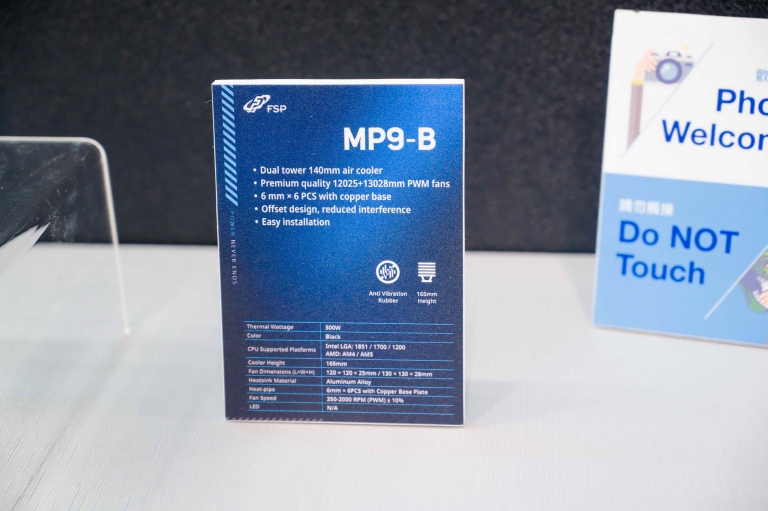 FSP
MP9-B
• Dual tower 140mm air cooler
• Premium quality 12025+13028mm PWM fans
• 6 mm × 6 PCS with copper base
• Offset design, reduced interference
• Easy installation
POWER NEVER ENDS
Anti Vibration
Rubber
165mm
Height
Thermal Wattage 300W
Color Black
CPU Supported Platforms Intel LGA: 1851 / 1700 / 1200
AMD: AM4 / AM5
Cooler Height 165mm
Fan Dimensions (L×W×H) 120 × 120 × 25mm / 130 × 130 × 28mm
Heatsink Material Aluminum Alloy
Heat-pipe 6mm × 6PCS with Copper Base Plate
Fan Speed 350-2000 RPM (PWM) ± 10%
LED N/A
Pho
Welcom
請勿觸摸
Do NOT
Touch